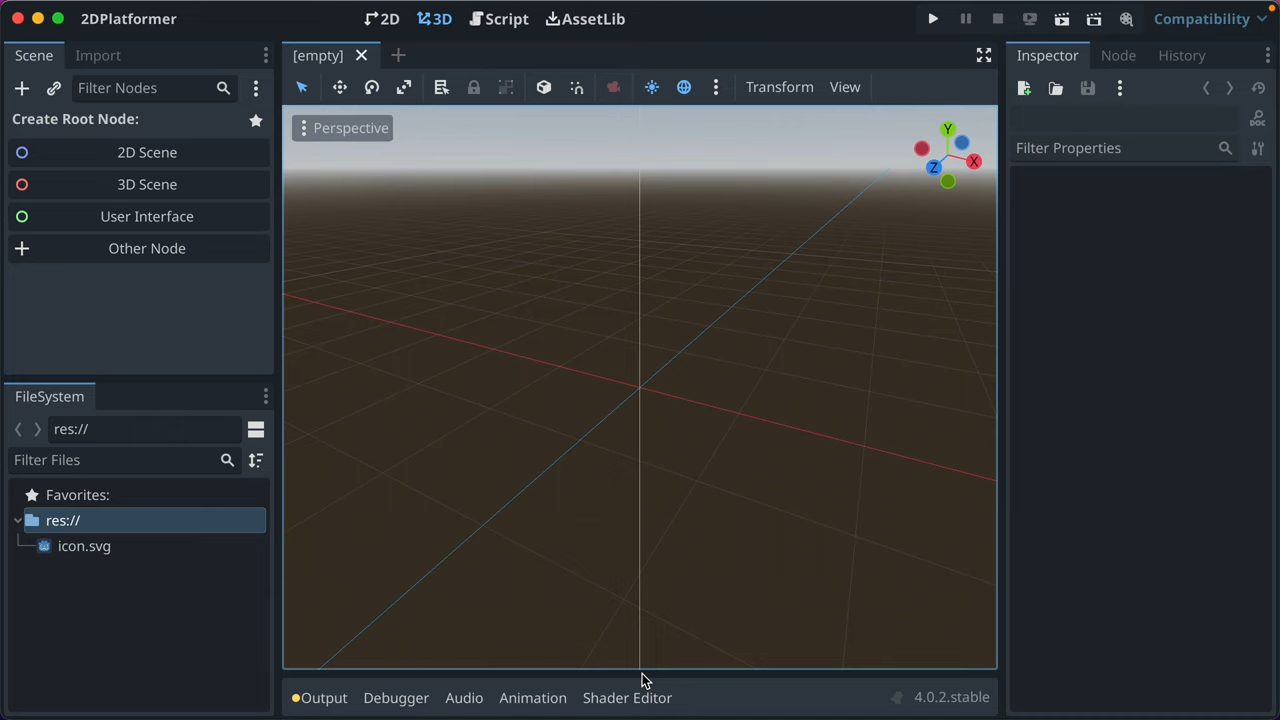 2DPlatformer
2D
3D
Script
AssetLib
Compatibility
Scene
Import
[empty]
Inspector
Node
History
Filter Nodes
Transform
View
Create Root Node:
2D Scene
3D Scene
User Interface
Other Node
Perspective
Y
X
Z
DOC
Filter Properties
FileSystem
res://
Filter Files
Favorites:
res://
icon.svg
Output
Debugger
Audio
Animation
Shader Editor
4.0.2.stable